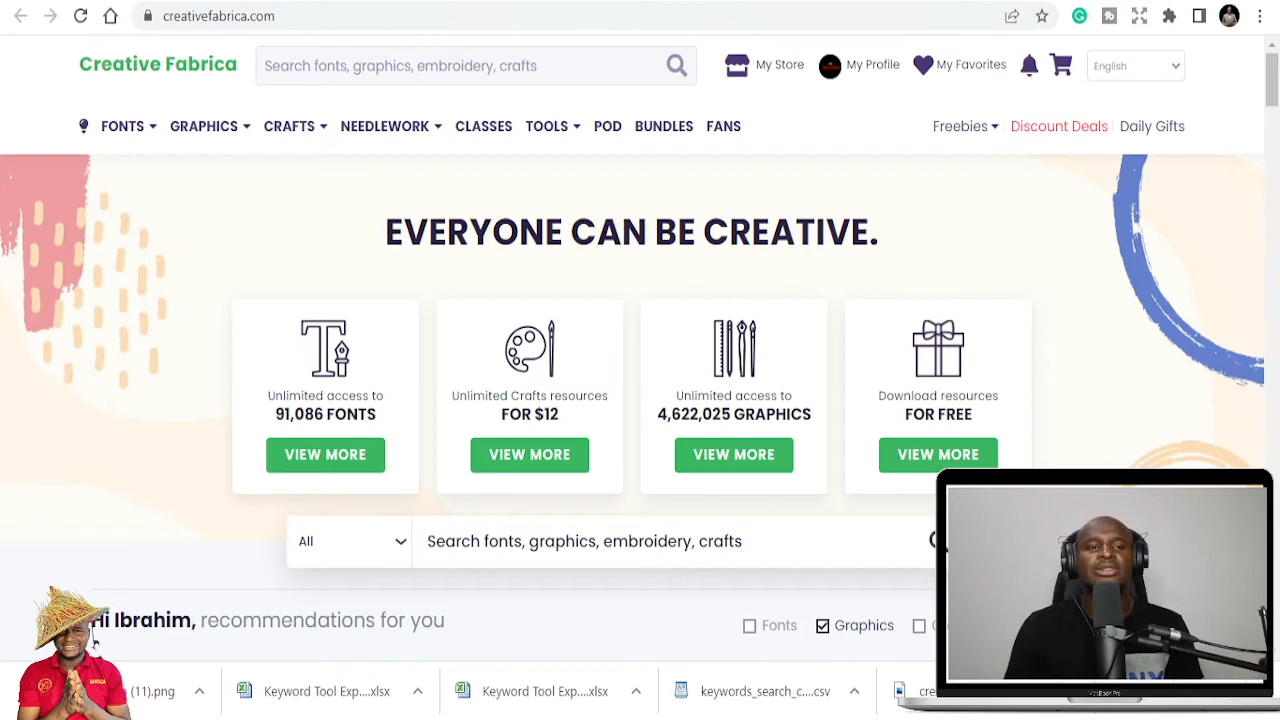 creativefabrica.com
Creative Fabrica
Search fonts, graphics, embroidery, crafts
My Store
My Profile
My Favorites
English
FONTS GRAPHICS CRAFTS NEEDLEWORK CLASSES TOOLS POD BUNDLES FANS
Freebies Discount Deals Daily Gifts
EVERYONE CAN BE CREATIVE.
Unlimited access to
91,086 FONTS
VIEW MORE
Unlimited Crafts resources
FOR $12
VIEW MORE
Unlimited access to
4,622,025 GRAPHICS
VIEW MORE
Download resources
FOR FREE
VIEW MORE
All
Search fonts, graphics, embroidery, crafts
Hi Ibrahim, recommendations for you
Fonts
Graphics
(11).png
Keyword Tool Exp....xlsx
Keyword Tool Exp....xlsx
keywords_search_c....csv
MacBook Pro